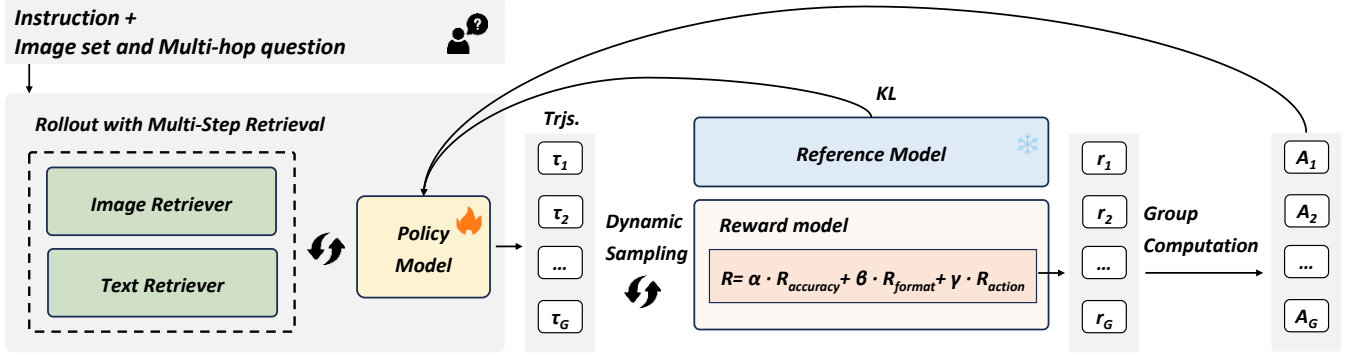 Instruction +
Image set and Multi-hop question
?
Rollout with Multi-Step Retrieval
Image Retriever
Text Retriever
Policy
Model
Trjs.
τ1
τ2
...
τG
Dynamic
Sampling
KL
Reference Model
Reward model
R= α · Raccuracy+ β · Rformat+ γ · Raction
r1
r2
...
rG
Group
Computation
A1
A2
...
AG